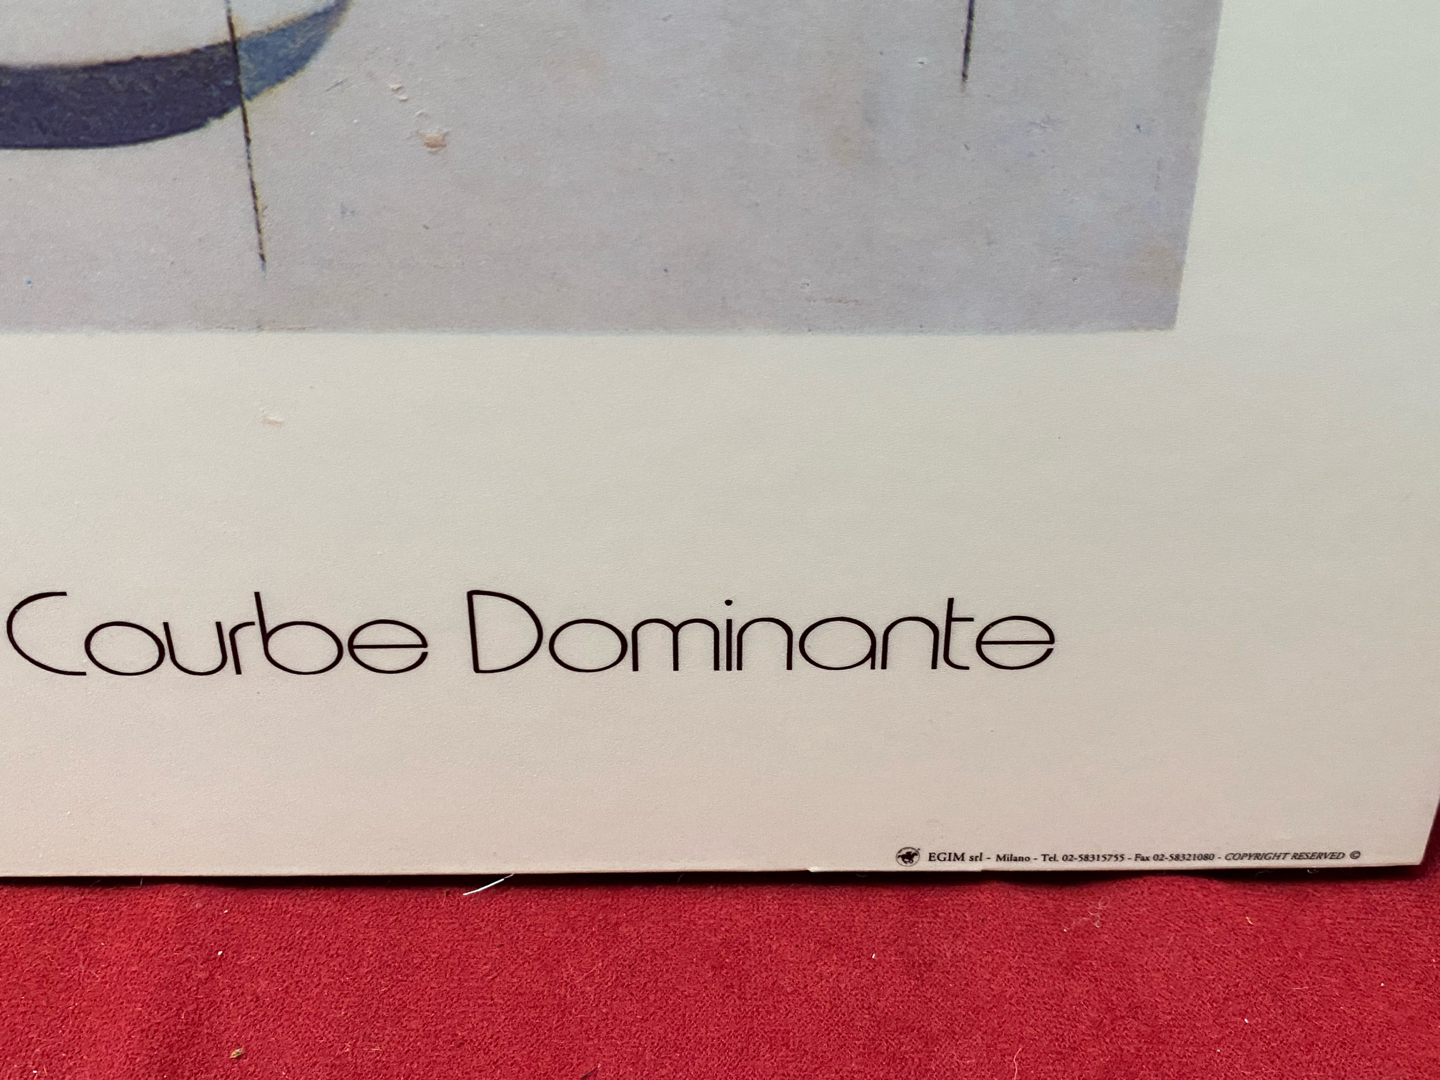 Courbe Dominante
EGIM srl - Milano - Tel. 02-58315755 - Fax 02-58321080 - COPYRIGHT RESERVED ©